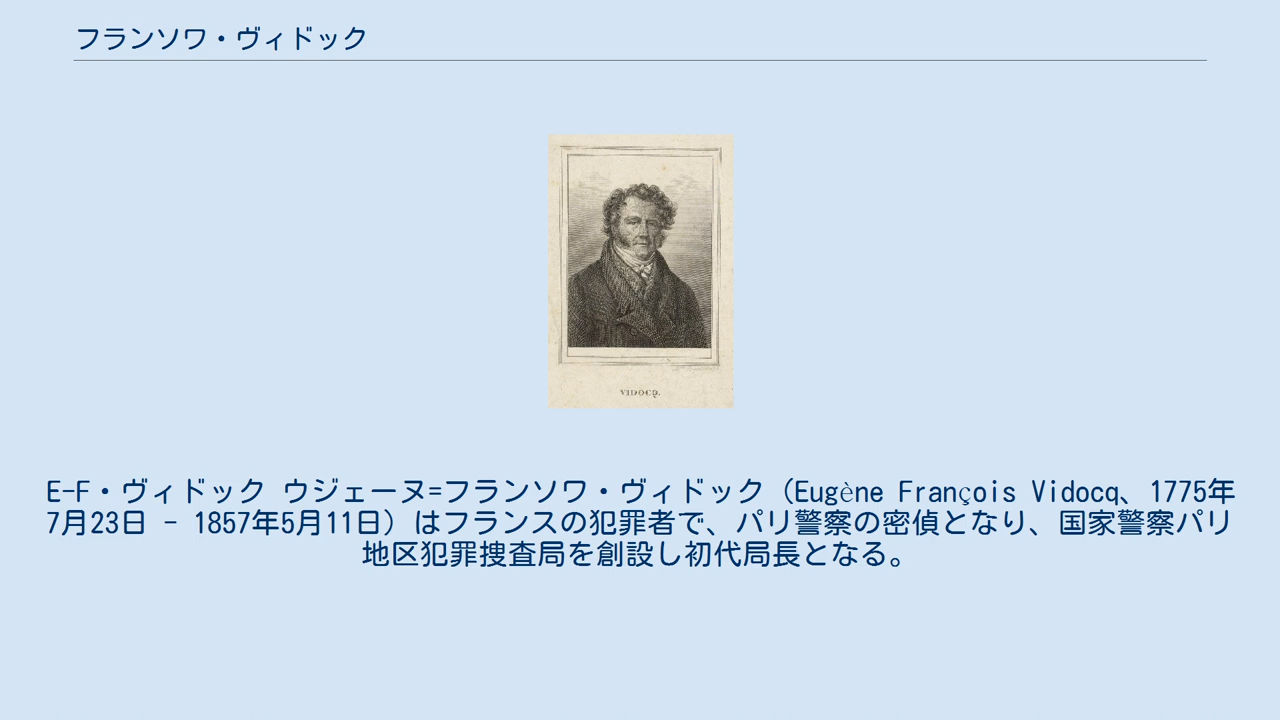 フランソワ・ヴィドック
VIDOCQ.
E-F・ヴィドック ウジェーヌ=フランソワ・ヴィドック（Eugène François Vidocq、1775年
7月23日 - 1857年5月11日）はフランスの犯罪者で、パリ警察の密偵となり、国家警察パリ
地区犯罪捜査局を創設し初代局長となる。